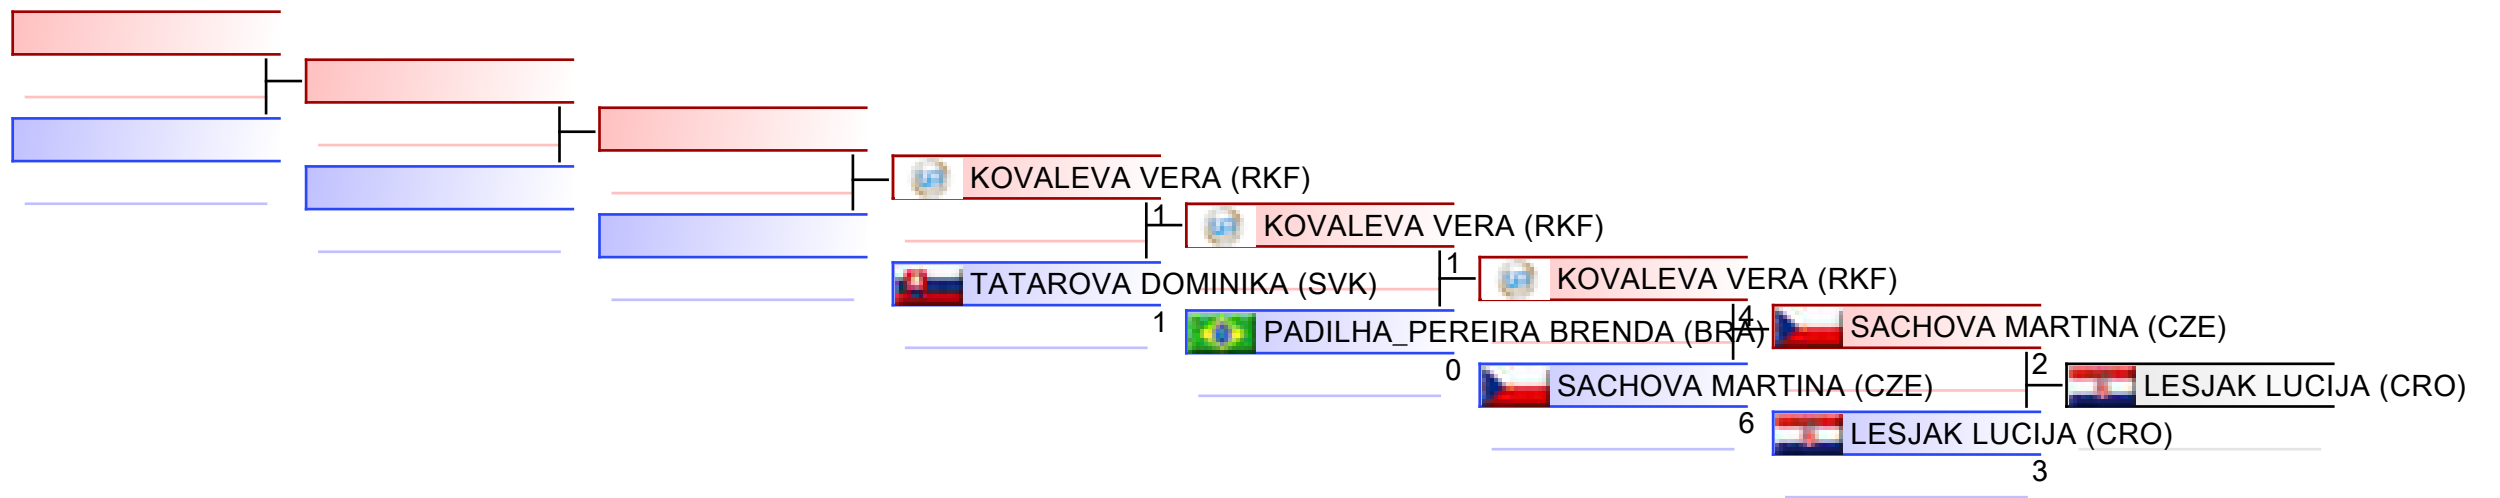 KOVALEVA VERA (RKF)
1
TATAROVA DOMINIKA (SVK)
1
KOVALEVA VERA (RKF)
1
PADILHA_PEREIRA BRENDA (BRA)
0
KOVALEVA VERA (RKF)
4
SACHOVA MARTINA (CZE)
6
SACHOVA MARTINA (CZE)
2
LESJAK LUCIJA (CRO)
3
LESJAK LUCIJA (CRO)